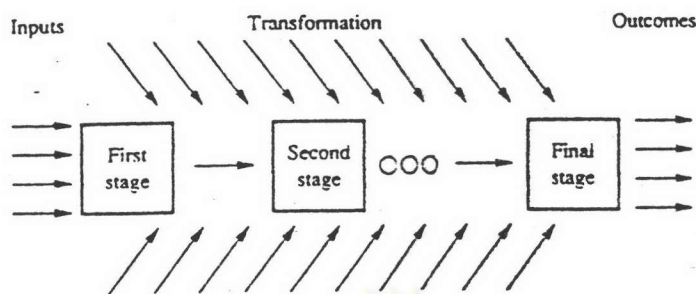 Inputs
Transformation
Outcomes
First
stage
Second
stage
Final
stage